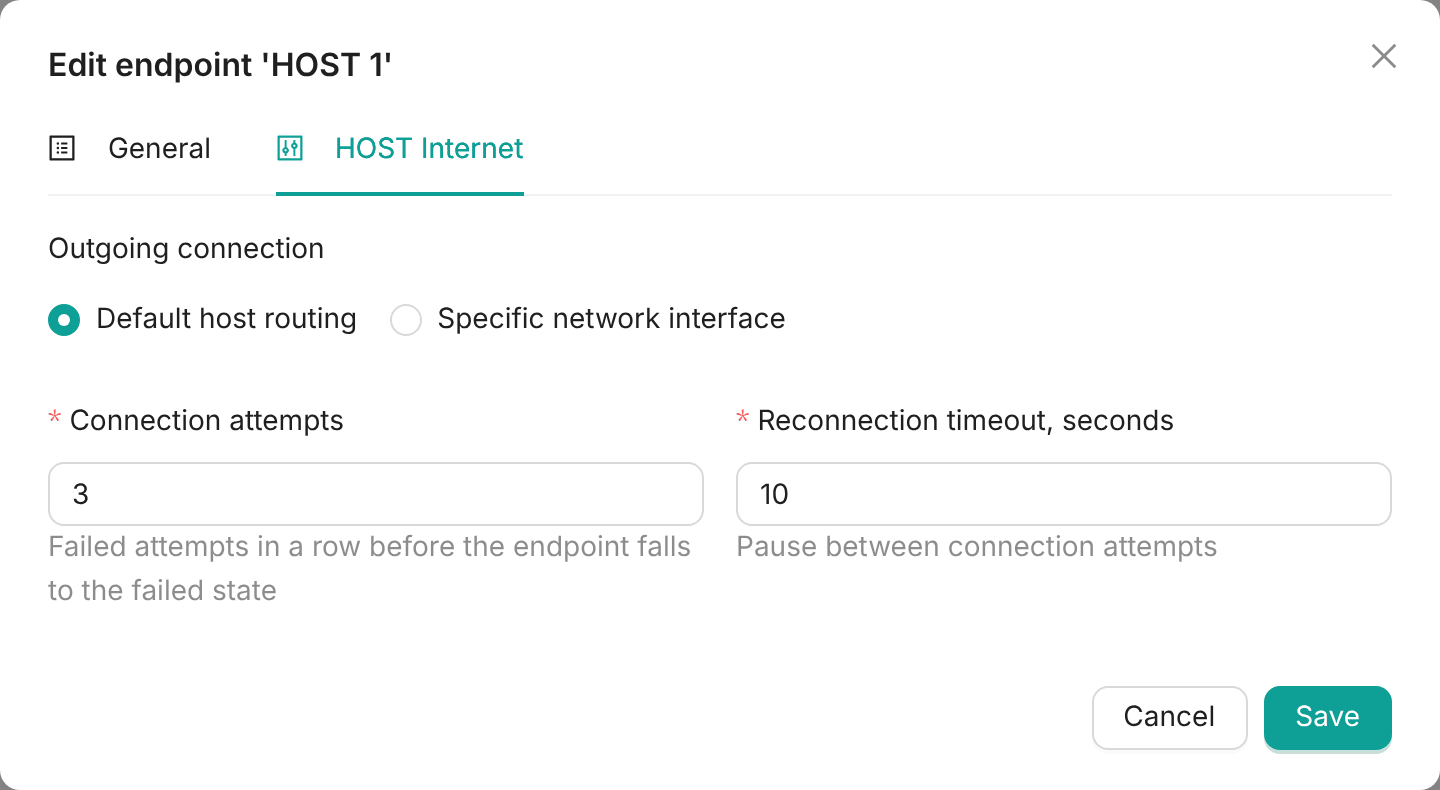 Edit endpoint 'HOST 1'
General
HOST Internet
Outgoing connection
Default host routing
Specific network interface
* Connection attempts
3
Failed attempts in a row before the endpoint falls
to the failed state
* Reconnection timeout, seconds
10
Pause between connection attempts
Cancel
Save